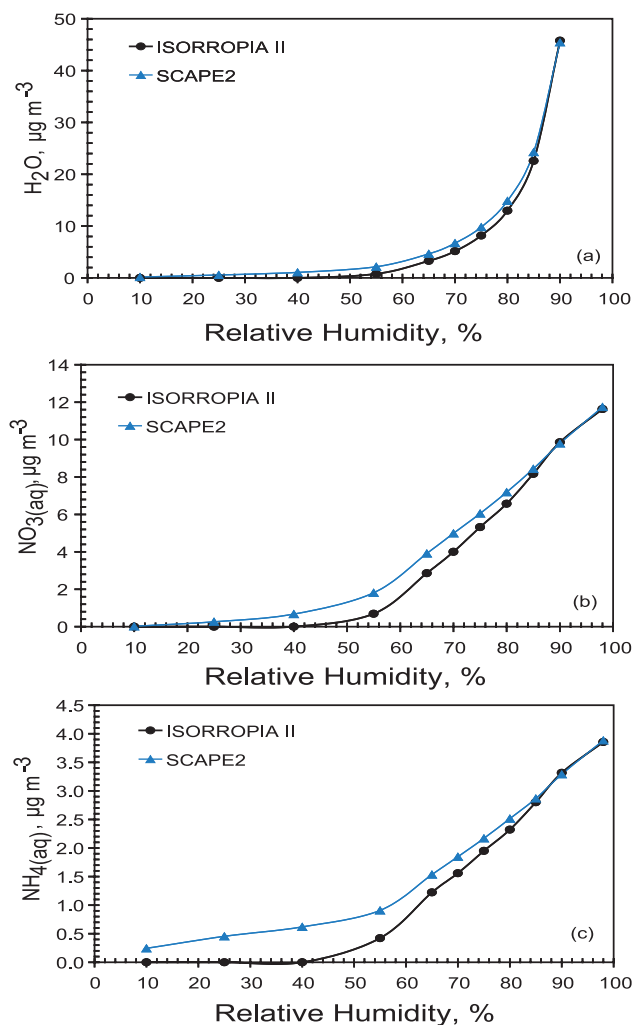 50
40
30
20
10
0
H₂O, µg m⁻³
ISORROPIA II
SCAPE2
(a)
0 10 20 30 40 50 60 70 80 90 100
Relative Humidity, %
14
12
10
8
6
4
2
0
NO₃(aq), µg m⁻³
ISORROPIA II
SCAPE2
(b)
0 10 20 30 40 50 60 70 80 90 100
Relative Humidity, %
4.5
4.0
3.5
3.0
2.5
2.0
1.5
1.0
0.5
0.0
NH₄(aq), µg m⁻³
ISORROPIA II
SCAPE2
(c)
0 10 20 30 40 50 60 70 80 90 100
Relative Humidity, %